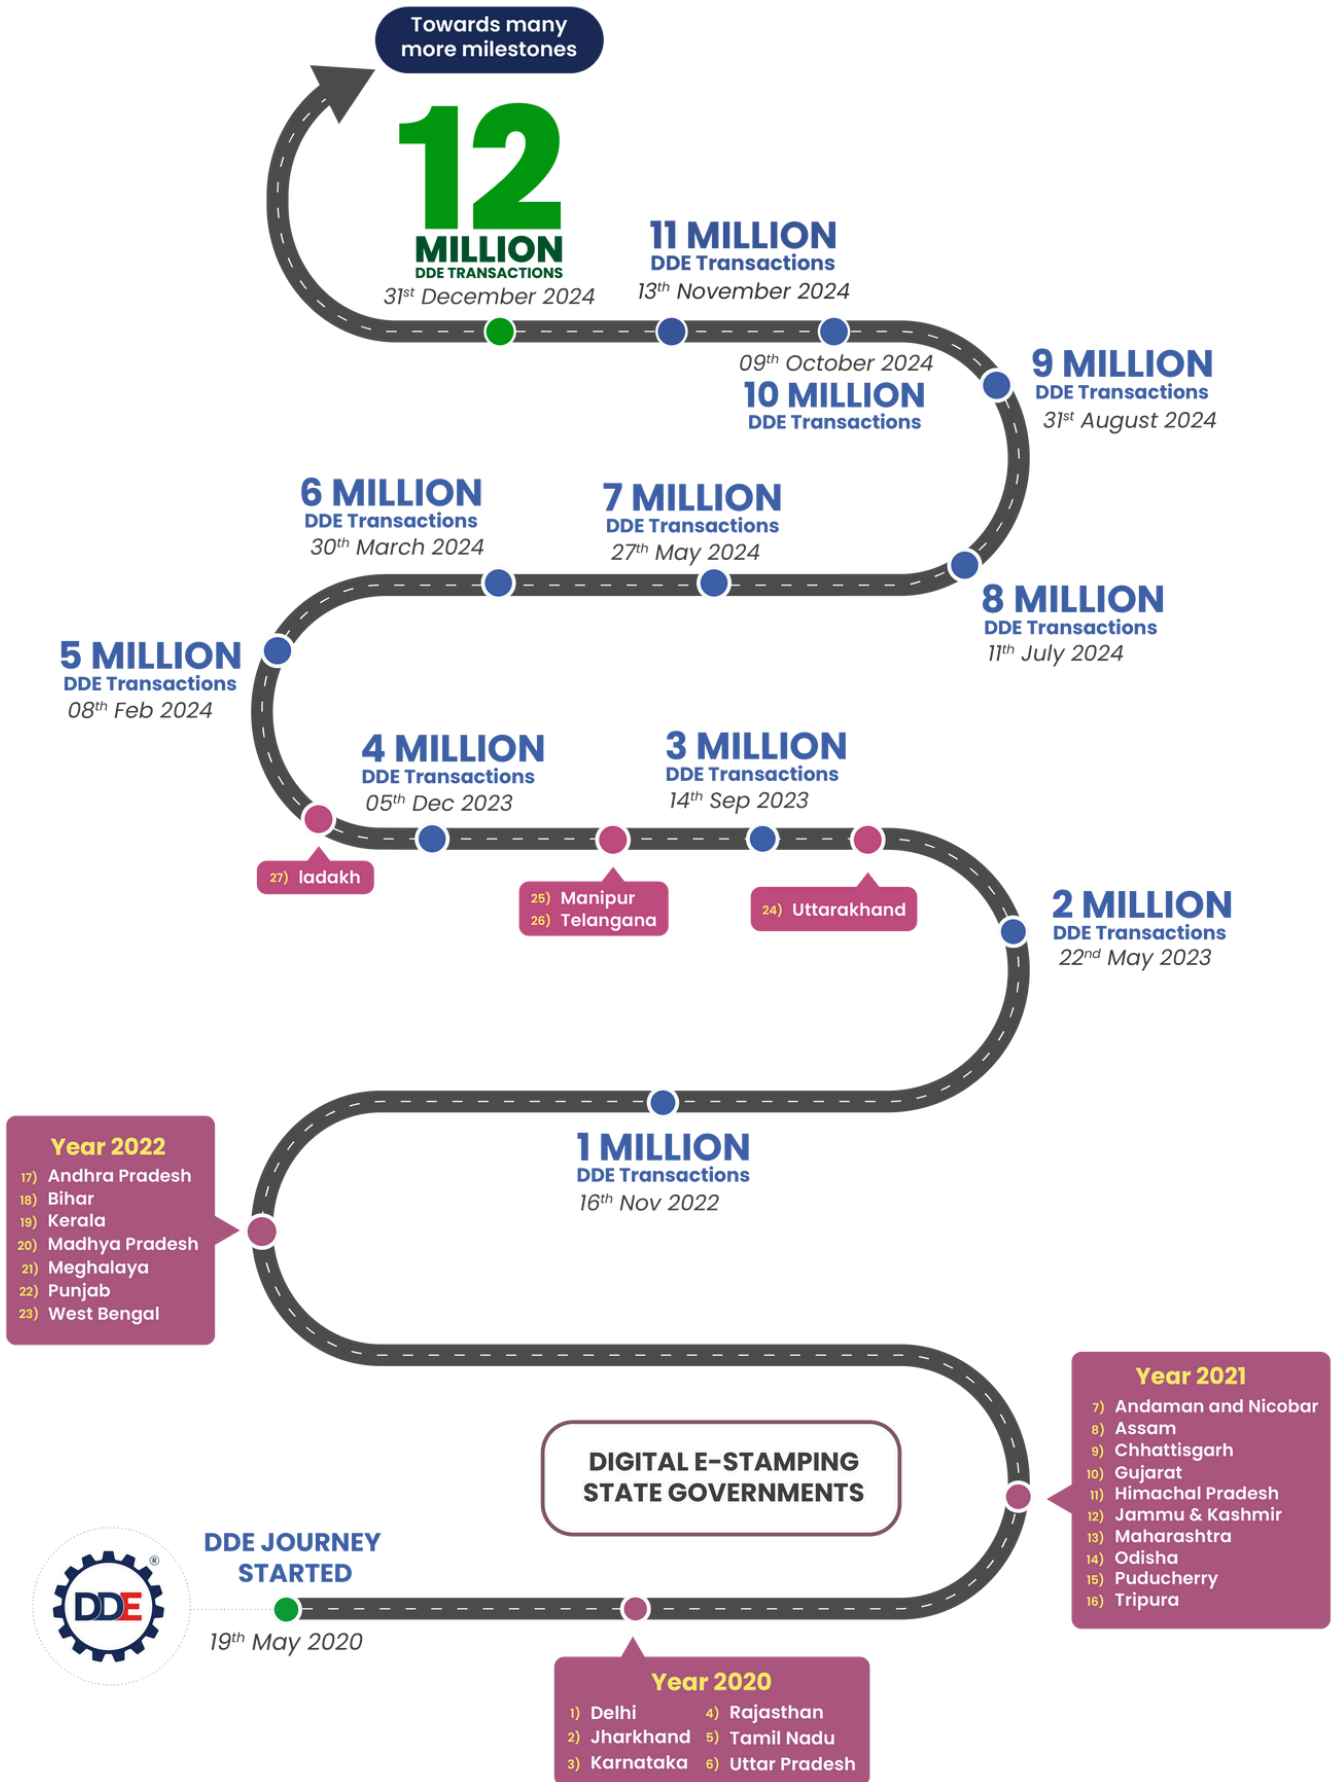 Towards many
more milestones
12
MILLION
DDE TRANSACTIONS
31st December 2024
11 MILLION
DDE Transactions
13th November 2024
09th October 2024
10 MILLION
DDE Transactions
9 MILLION
DDE Transactions
31st August 2024
6 MILLION
DDE Transactions
30th March 2024
7 MILLION
DDE Transactions
27th May 2024
8 MILLION
DDE Transactions
11th July 2024
5 MILLION
DDE Transactions
08th Feb 2024
4 MILLION
DDE Transactions
05th Dec 2023
3 MILLION
DDE Transactions
14th Sep 2023
27) ladakh
25) Manipur
26) Telangana
24) Uttarakhand
2 MILLION
DDE Transactions
22nd May 2023
1 MILLION
DDE Transactions
16th Nov 2022
Year 2022
17) Andhra Pradesh
18) Bihar
19) Kerala
20) Madhya Pradesh
21) Meghalaya
22) Punjab
23) West Bengal
Year 2021
7) Andaman and Nicobar
8) Assam
9) Chhattisgarh
10) Gujarat
11) Himachal Pradesh
12) Jammu & Kashmir
13) Maharashtra
14) Odisha
15) Puducherry
16) Tripura
DIGITAL E-STAMPING
STATE GOVERNMENTS
DDE JOURNEY
STARTED
DDE ®
19th May 2020
Year 2020
1) Delhi
2) Jharkhand
3) Karnataka
4) Rajasthan
5) Tamil Nadu
6) Uttar Pradesh